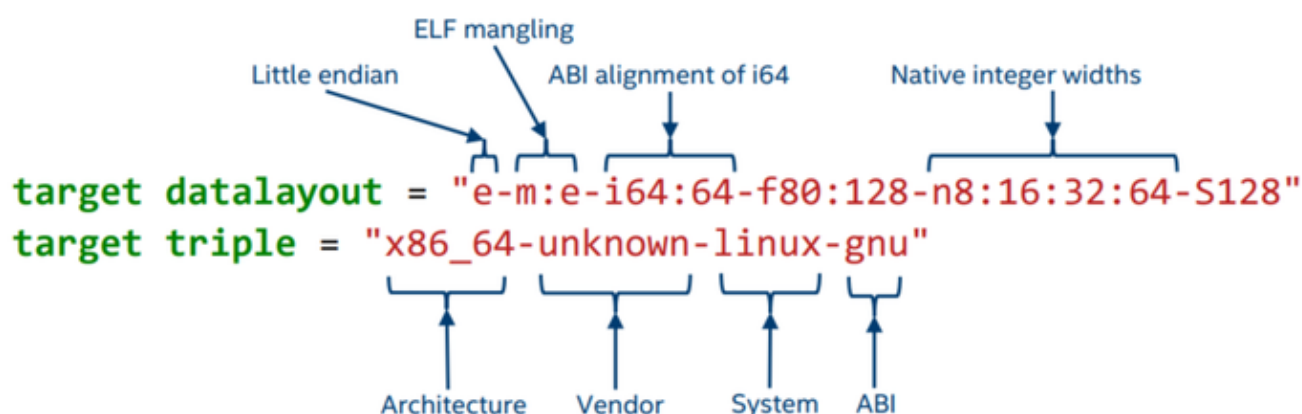 ELF mangling
Little endian
ABI alignment of i64
Native integer widths
target datalayout = "e-m:e-i64:64-f80:128-n8:16:32:64-S128"
target triple = "x86_64-unknown-linux-gnu"
Architecture
Vendor
System
ABI